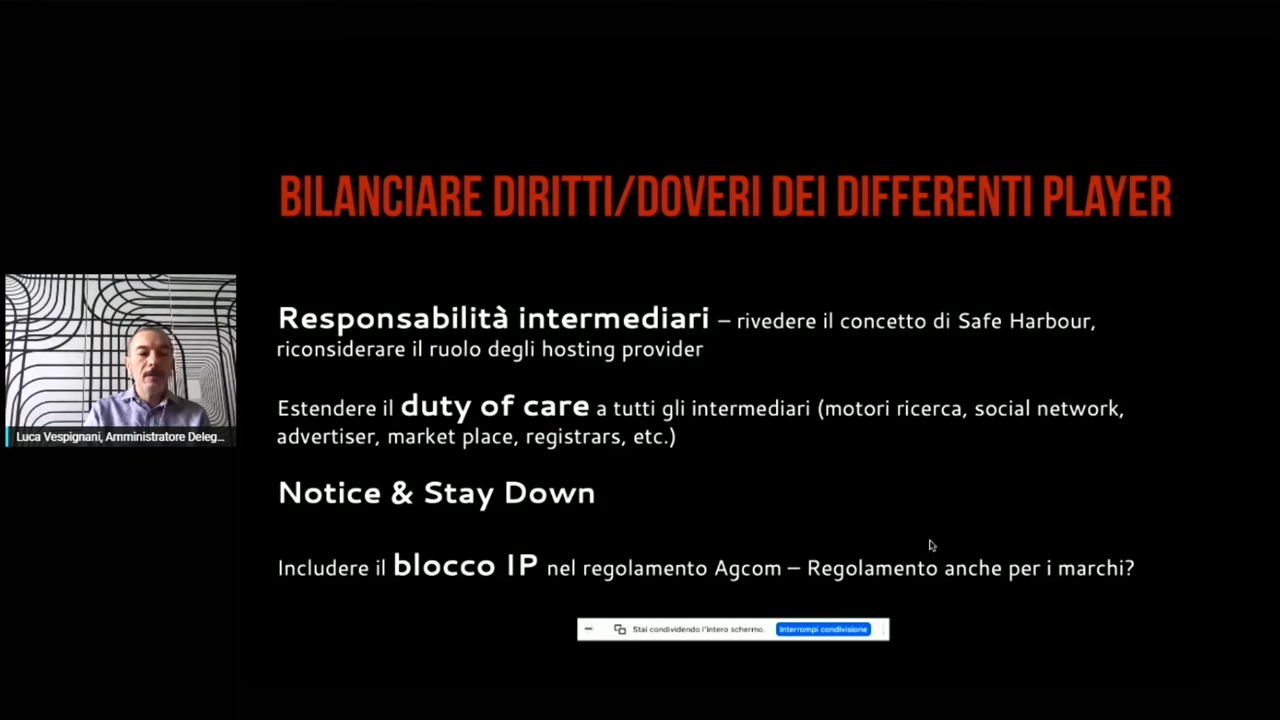 BILANCIARE DIRITTI/DOVERI DEI DIFFERENTI PLAYER
Responsabilità intermediari – rivedere il concetto di Safe Harbour,
riconsiderare il ruolo degli hosting provider
Estendere il duty of care a tutti gli intermediari (motori ricerca, social network,
advertiser, market place, registrars, etc.)
Notice & Stay Down
Includere il blocco IP nel regolamento Agcom – Regolamento anche per i marchi?
Luca Vespignani, Amministratore Deleg...
Stai condividendo l'intero schermo. Interrompi condivisione